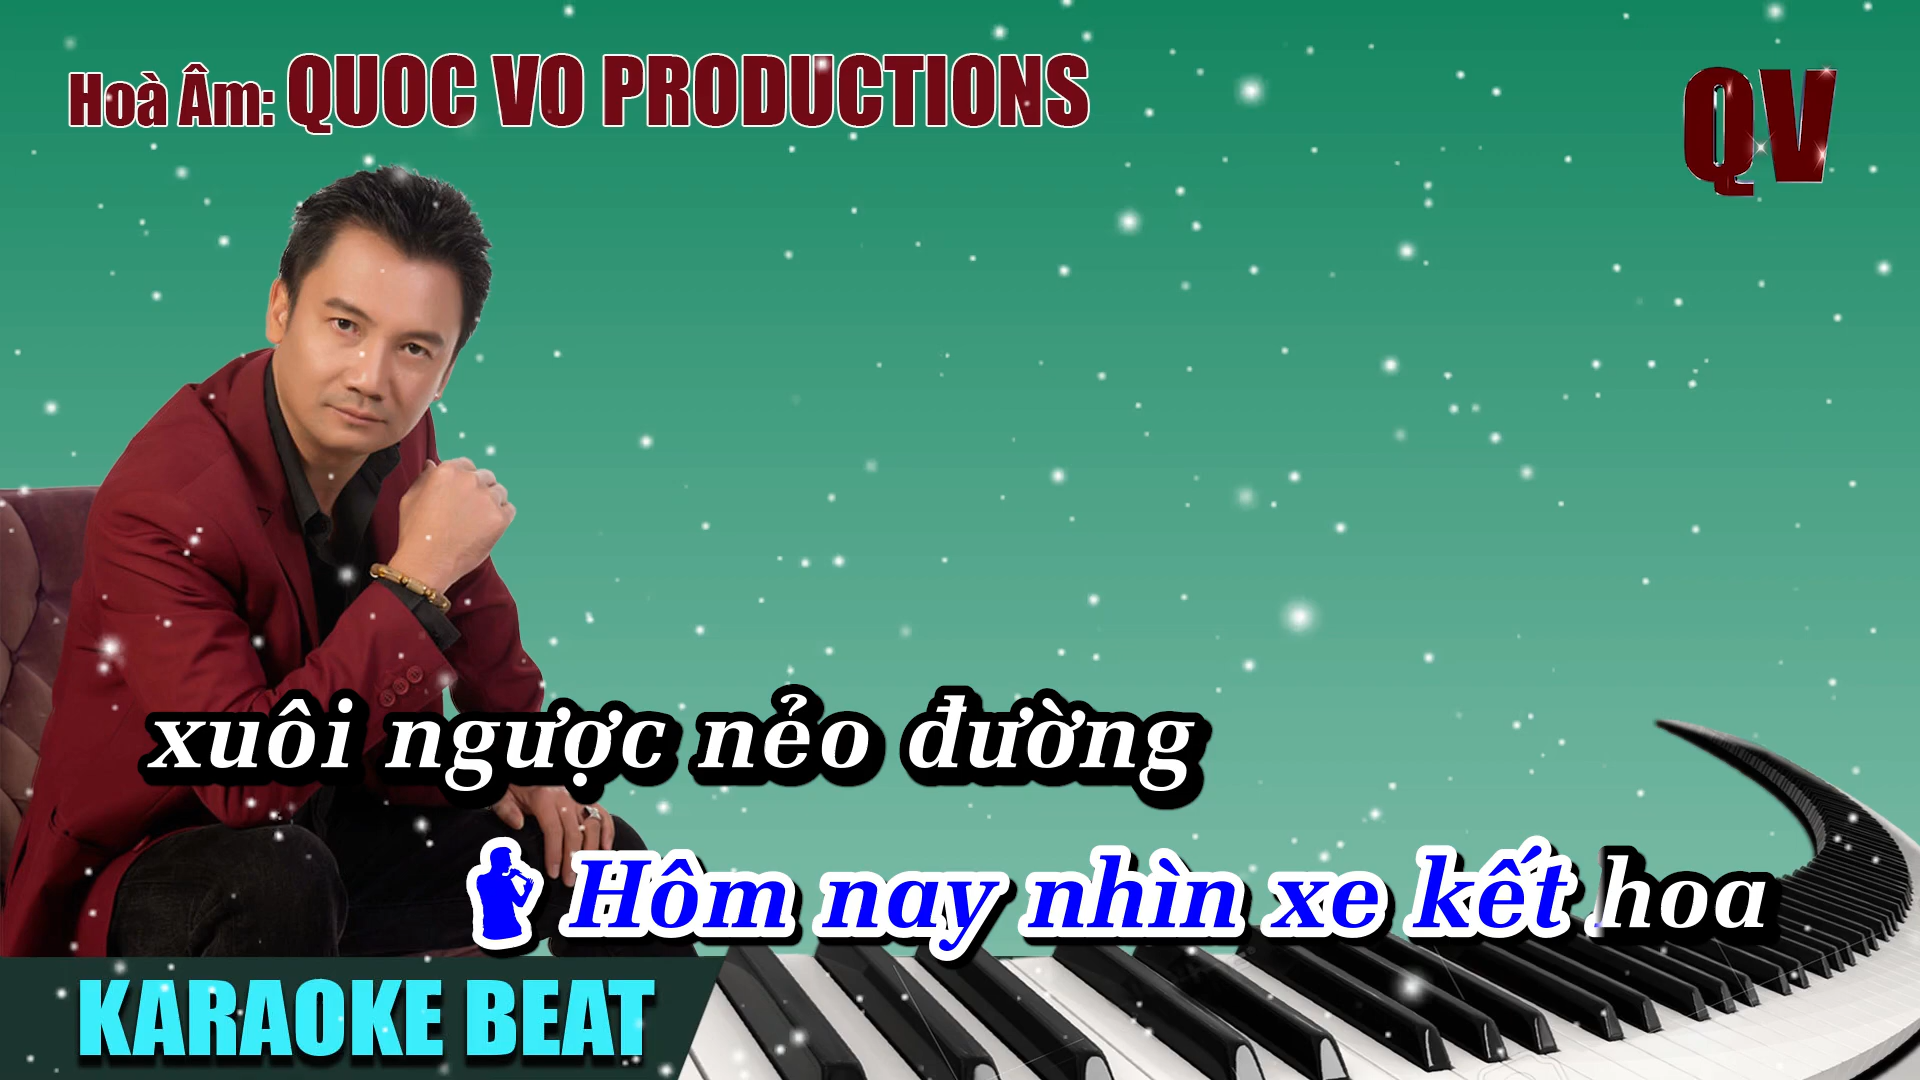 Hoà Âm: QUOC VO PRODUCTIONS
QV
xuôi ngược nẻo đường
Hôm nay nhìn xe kết hoa
KARAOKE BEAT